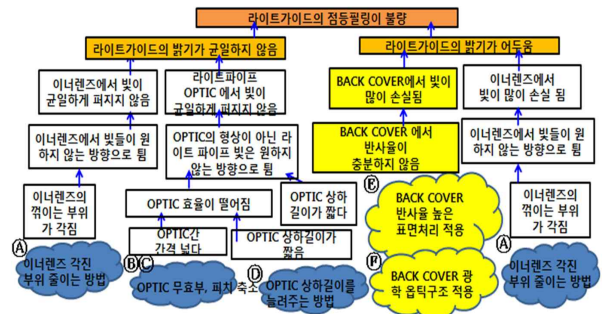 라이트가이드의 점등필링이 불량
라이트가이드의 밝기가 균일하지 않음
라이트가이드의 밝기가 어두움
이너렌즈에서 빛이
균일하게 퍼지지 않음
라이트파이프
OPTIC 에서 빛이
균일하게 퍼지지 않음
BACK COVER에서 빛이
많이 손실됨
이너렌즈에서
빛이 많이 손실 됨
이너렌즈에서 빛들이 원
하지 않는 방향으로 튐
OPTIC의 형상이 아닌 라
이트 파이프 빛은 원하지
않는 방향으로 튐
BACK COVER 에서
반사율이
충분하지 않음
이너렌즈에서 빛들이 원
하지 않는 방향으로 튐
이너렌즈의
꺾이는 부위
가 각짐
OPTIC 효율이 떨어짐
OPTIC 상하
길이가 짧다
Ⓔ
BACK COVER
반사율 높은
표면처리 적용
이너렌즈의
꺾이는 부위
가 각짐
OPTIC간
가격 넓다
OPTIC 상하길이가
짧음
Ⓐ
이너렌즈 각진
부위 줄이는 방법
ⒷⒸ
OPTIC 무효부, 피치 축소
Ⓓ
OPTIC 상하길이를
늘려주는 방법
Ⓕ
BACK COVER 광
학 옵틱구조 적용
Ⓐ
이너렌즈 각진
부위 줄이는 방법